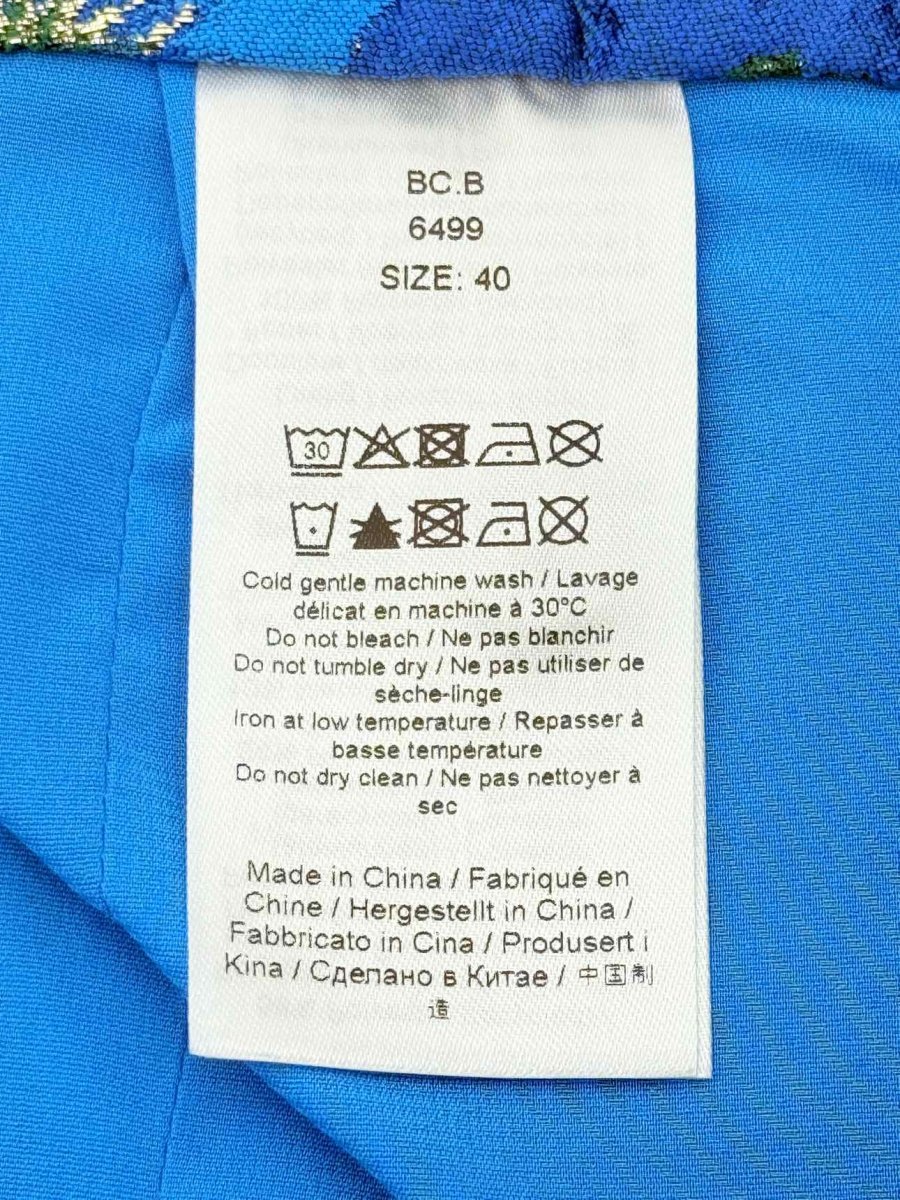 BC.B
6499
SIZE: 40
30
Cold gentle machine wash / Lavage
délicat en machine à 30°C
Do not bleach / Ne pas blanchir
Do not tumble dry / Ne pas utiliser de
sèche-linge
Iron at low temperature / Repasser à
basse température
Do not dry clean / Ne pas nettoyer à
sec
Made in China / Fabriqué en
Chine / Hergestellt in China /
Fabbricato in Cina / Produsert i
Kina / Сделано в Китае / 中国制
造